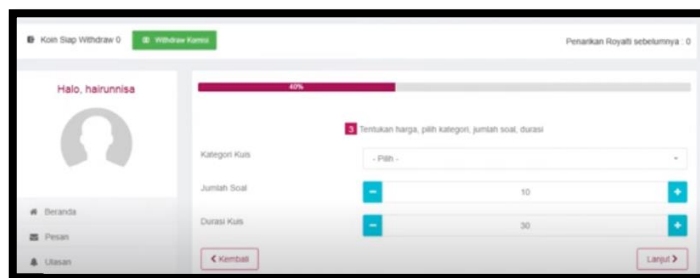 Koin Siap Withdraw 0
Withdraw Komisi
Penarikan Royalti sebelumnya : 0
Halo, hairunnisa
40%
3 Tentukan harga, pilih kategori, jumlah soal, durasi
Kategori Kuis
- Pilih -
Jumlah Soal
- 10 +
Durasi Kuis
- 30 +
Beranda
Pesan
Ulasan
Kembali
Lanjut